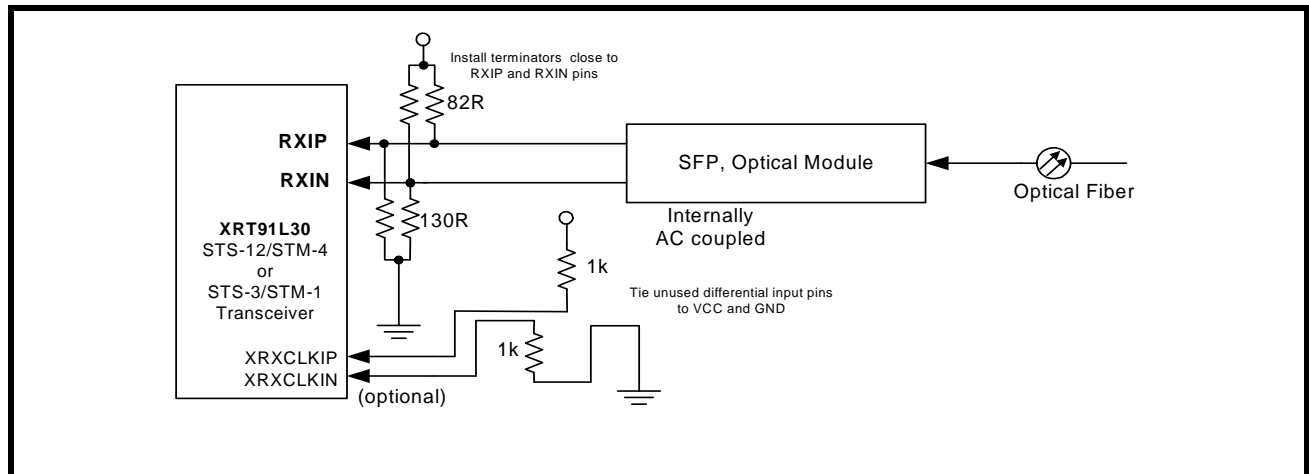 Install terminators close to
RXIP and RXIN pins
82R
RXIP
RXIN
SFP, Optical Module
Optical Fiber
Internally
AC coupled
130R
XRT91L30
STS-12/STM-4
or
STS-3/STM-1
Transceiver
1k
Tie unused differential input pins
to VCC and GND
1k
XRXCLKIP
XRXCLKIN
(optional)